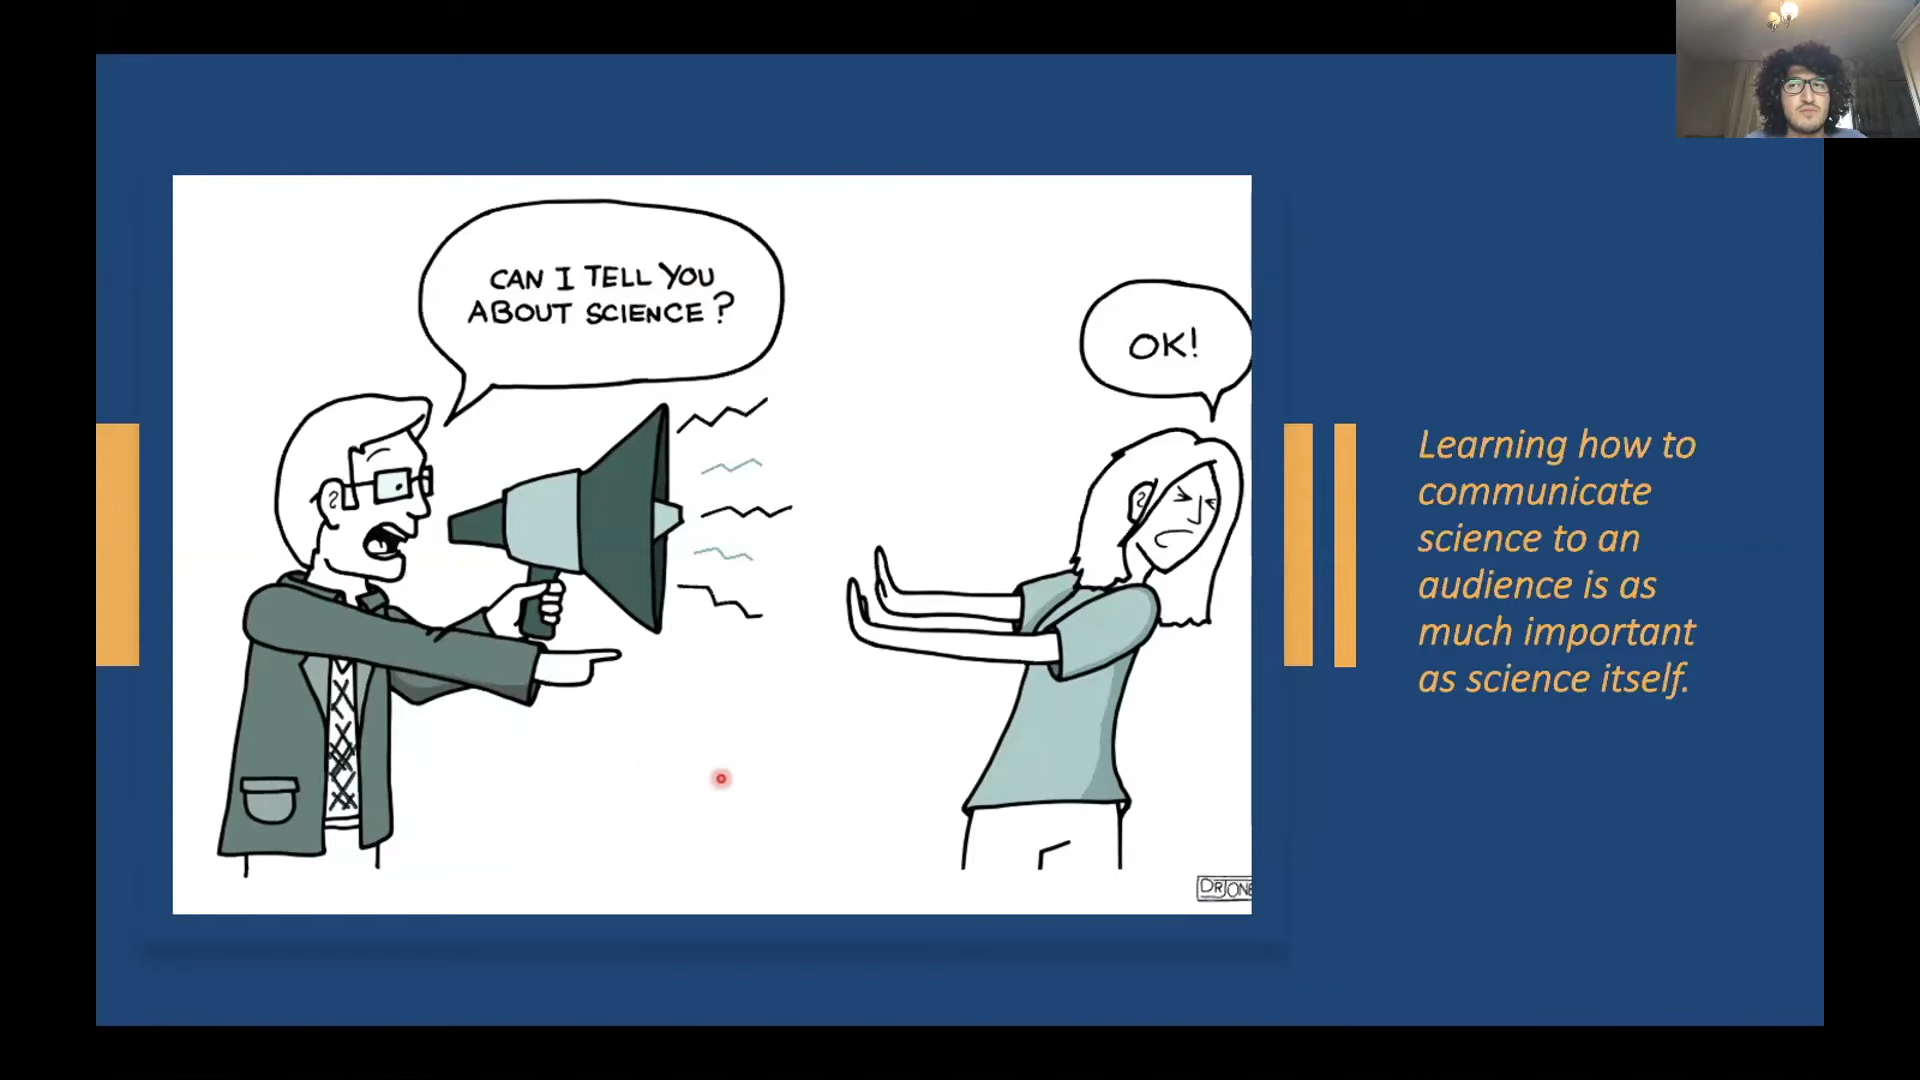 CAN I TELL YOU
ABOUT SCIENCE?
OK!
Learning how to
communicate
science to an
audience is as
much important
as science itself.